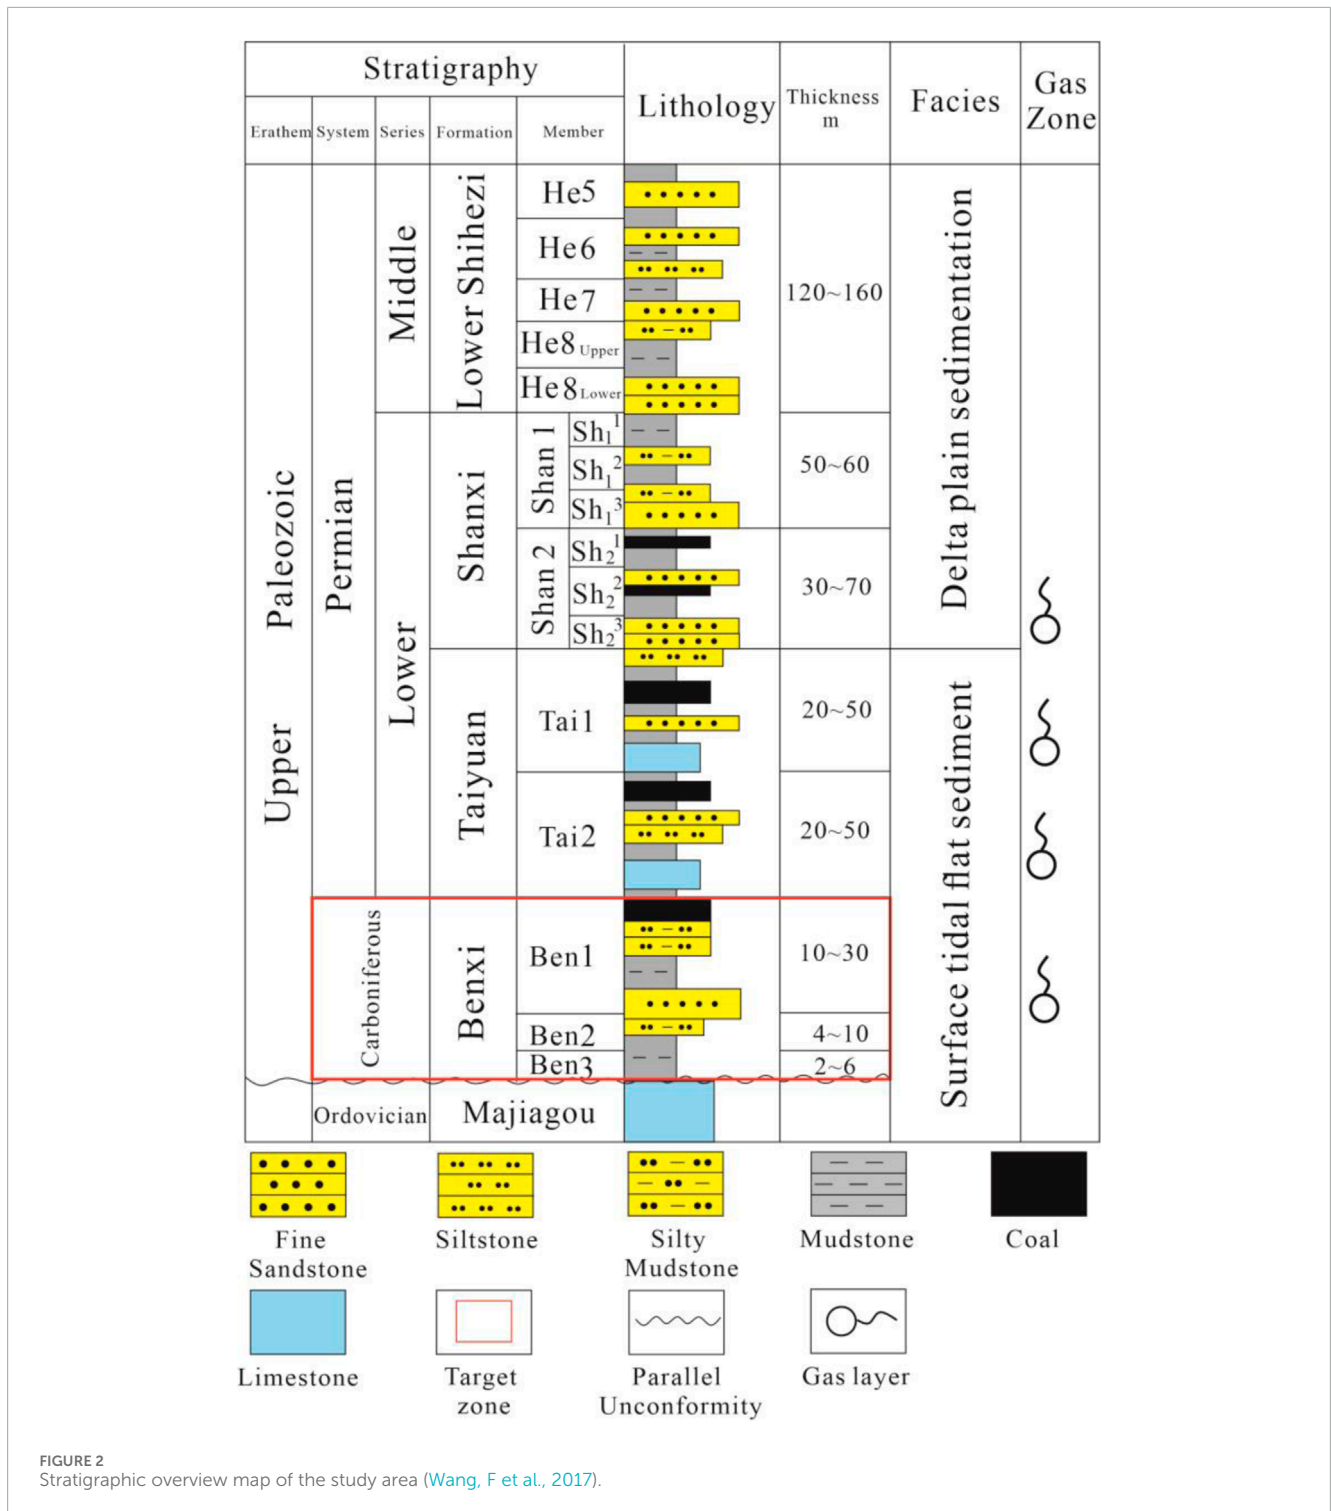 Stratigraphy
Lithology
Thickness
m
Facies
Gas
Zone
Erathem
System
Series
Formation
Member
Upper Paleozoic
Permian
Middle
Lower Shihezi
He5
He6
He7
He8 Upper
He8 Lower
120~160
Delta plain sedimentation
Lower
Shanxi
Shan 1
Sh₁¹
Sh₁²
Sh₁³
50~60
Shan 2
Sh₂¹
Sh₂²
Sh₂³
30~70
Taiyuan
Tai1
20~50
Tai2
20~50
Surface tidal flat sediment
Carboniferous
Benxi
Ben1
10~30
Ben2
4~10
Ben3
2~6
Ordovician
Majiagou
Fine
Sandstone
Siltstone
Silty
Mudstone
Mudstone
Coal
Limestone
Target
zone
Parallel
Unconformity
Gas layer
FIGURE 2
Stratigraphic overview map of the study area (Wang, F et al., 2017).